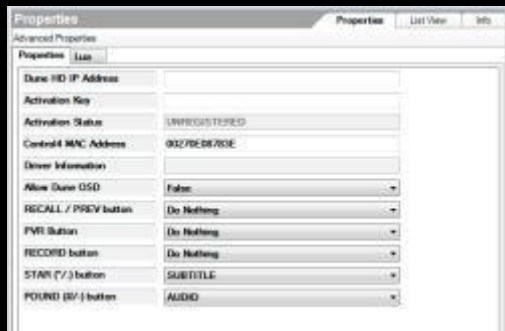 Properties
Properties List View Info
Advanced Properties
Properties Lua
Dune HD IP Address
Activation Key
Activation Status UNREGISTERED
Control4 MAC Address 00270E08783E
Driver Information
Allow Dune OSD False
RECALL / PREV button Do Nothing
PVR Button Do Nothing
RECORD button Do Nothing
STAR (*/.) button SUBTITLE
POUND (#/-) button AUDIO